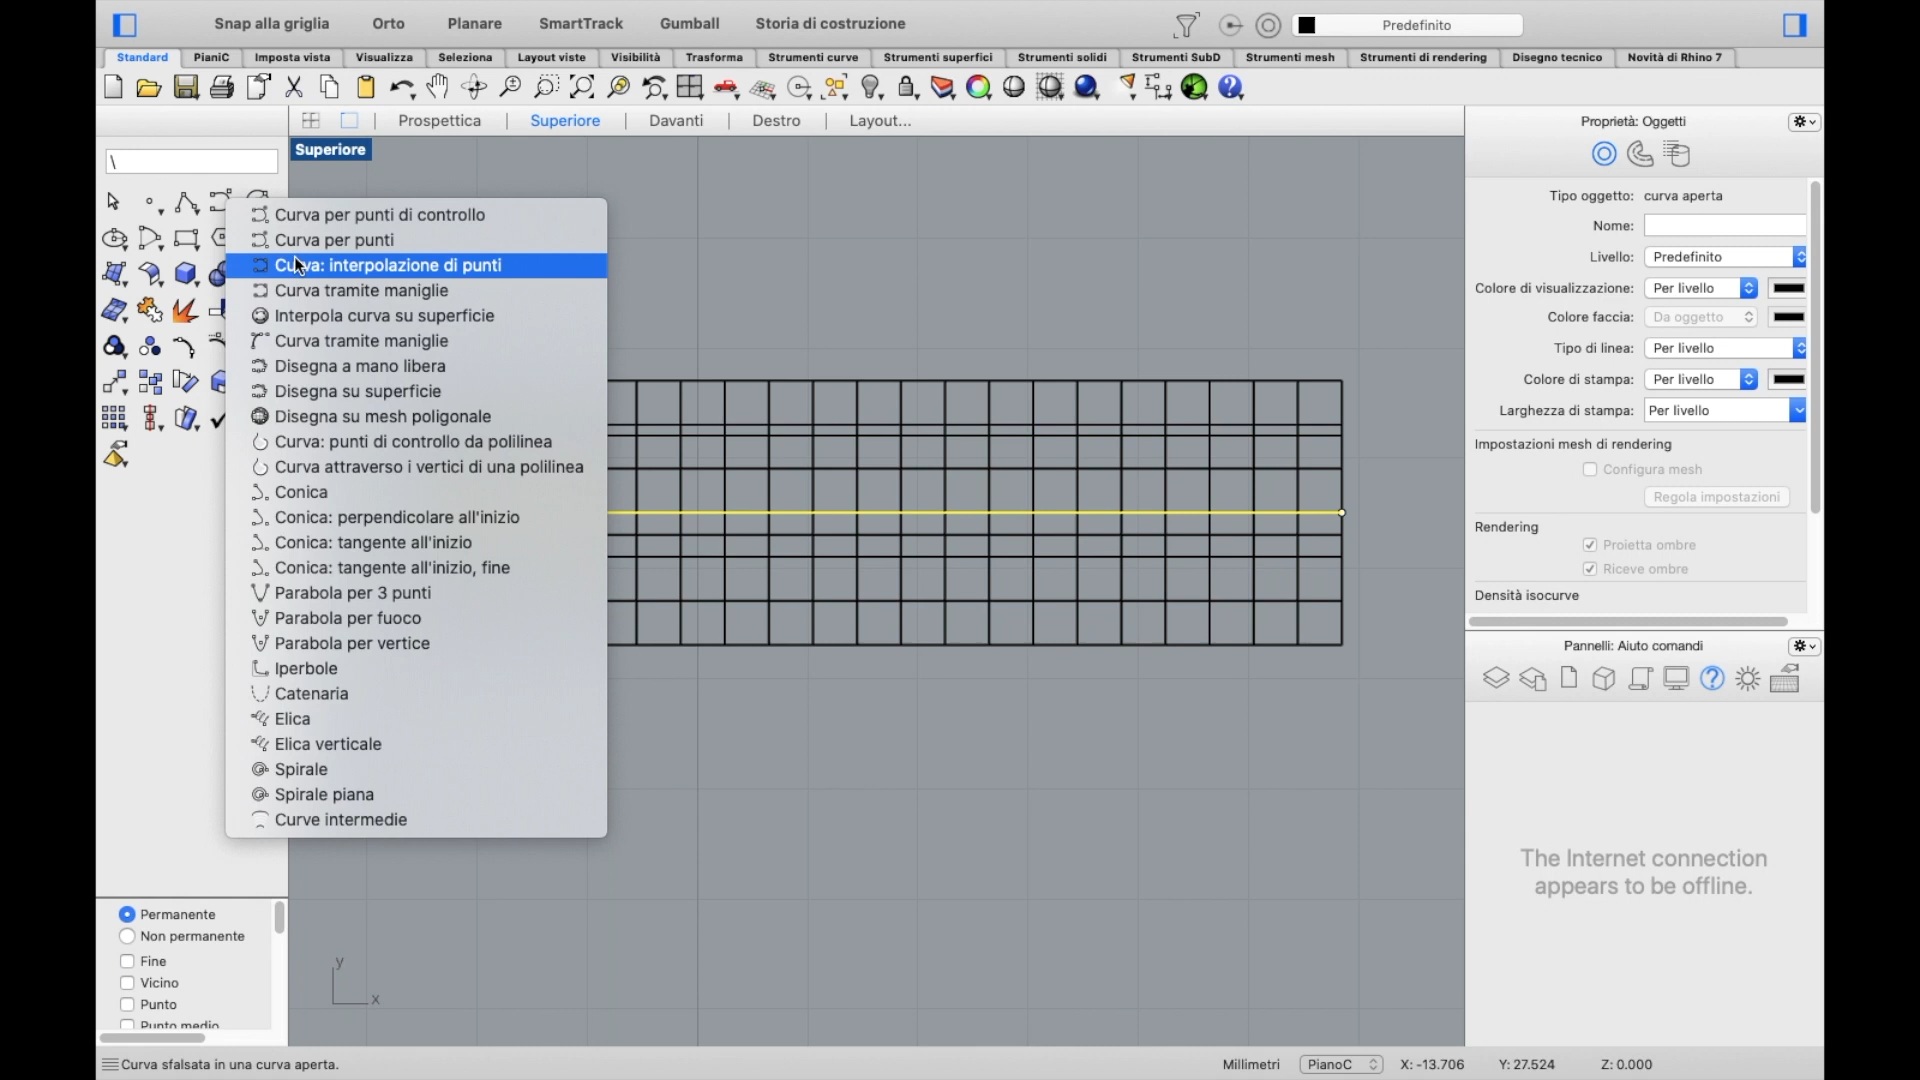 Snap alla griglia Orto Planare SmartTrack Gumball Storia di costruzione Predefinito
Standard PianiC Imposta vista Visualizza Seleziona Layout viste Visibilità Trasforma Strumenti curve Strumenti superfici Strumenti solidi Strumenti SubD Strumenti mesh Strumenti di rendering Disegno tecnico Novità di Rhino 7
Prospettica Superiore Davanti Destro Layout...
Superiore
\
Curva per punti di controllo
Curva per punti
Curva: interpolazione di punti
Curva tramite maniglie
Interpola curva su superficie
Curva tramite maniglie
Disegna a mano libera
Disegna su superficie
Disegna su mesh poligonale
Curva: punti di controllo da polilinea
Curva attraverso i vertici di una polilinea
Conica
Conica: perpendicolare all'inizio
Conica: tangente all'inizio
Conica: tangente all'inizio, fine
Parabola per 3 punti
Parabola per fuoco
Parabola per vertice
Iperbole
Catenaria
Elica
Elica verticale
Spirale
Spirale piana
Curve intermedie
Permanente
Non permanente
Fine
Vicino
Punto
Punto medio
y
x
Proprietà: Oggetti
Tipo oggetto: curva aperta
Nome:
Livello: Predefinito
Colore di visualizzazione: Per livello
Colore faccia: Da oggetto
Tipo di linea: Per livello
Colore di stampa: Per livello
Larghezza di stampa: Per livello
Impostazioni mesh di rendering
Configura mesh
Regola impostazioni
Rendering
Proietta ombre
Riceve ombre
Densità isocurve
Pannelli: Aiuto comandi
The Internet connection
appears to be offline.
Curva sfalsata in una curva aperta. Millimetri PianoC X: -13.706 Y: 27.524 Z: 0.000